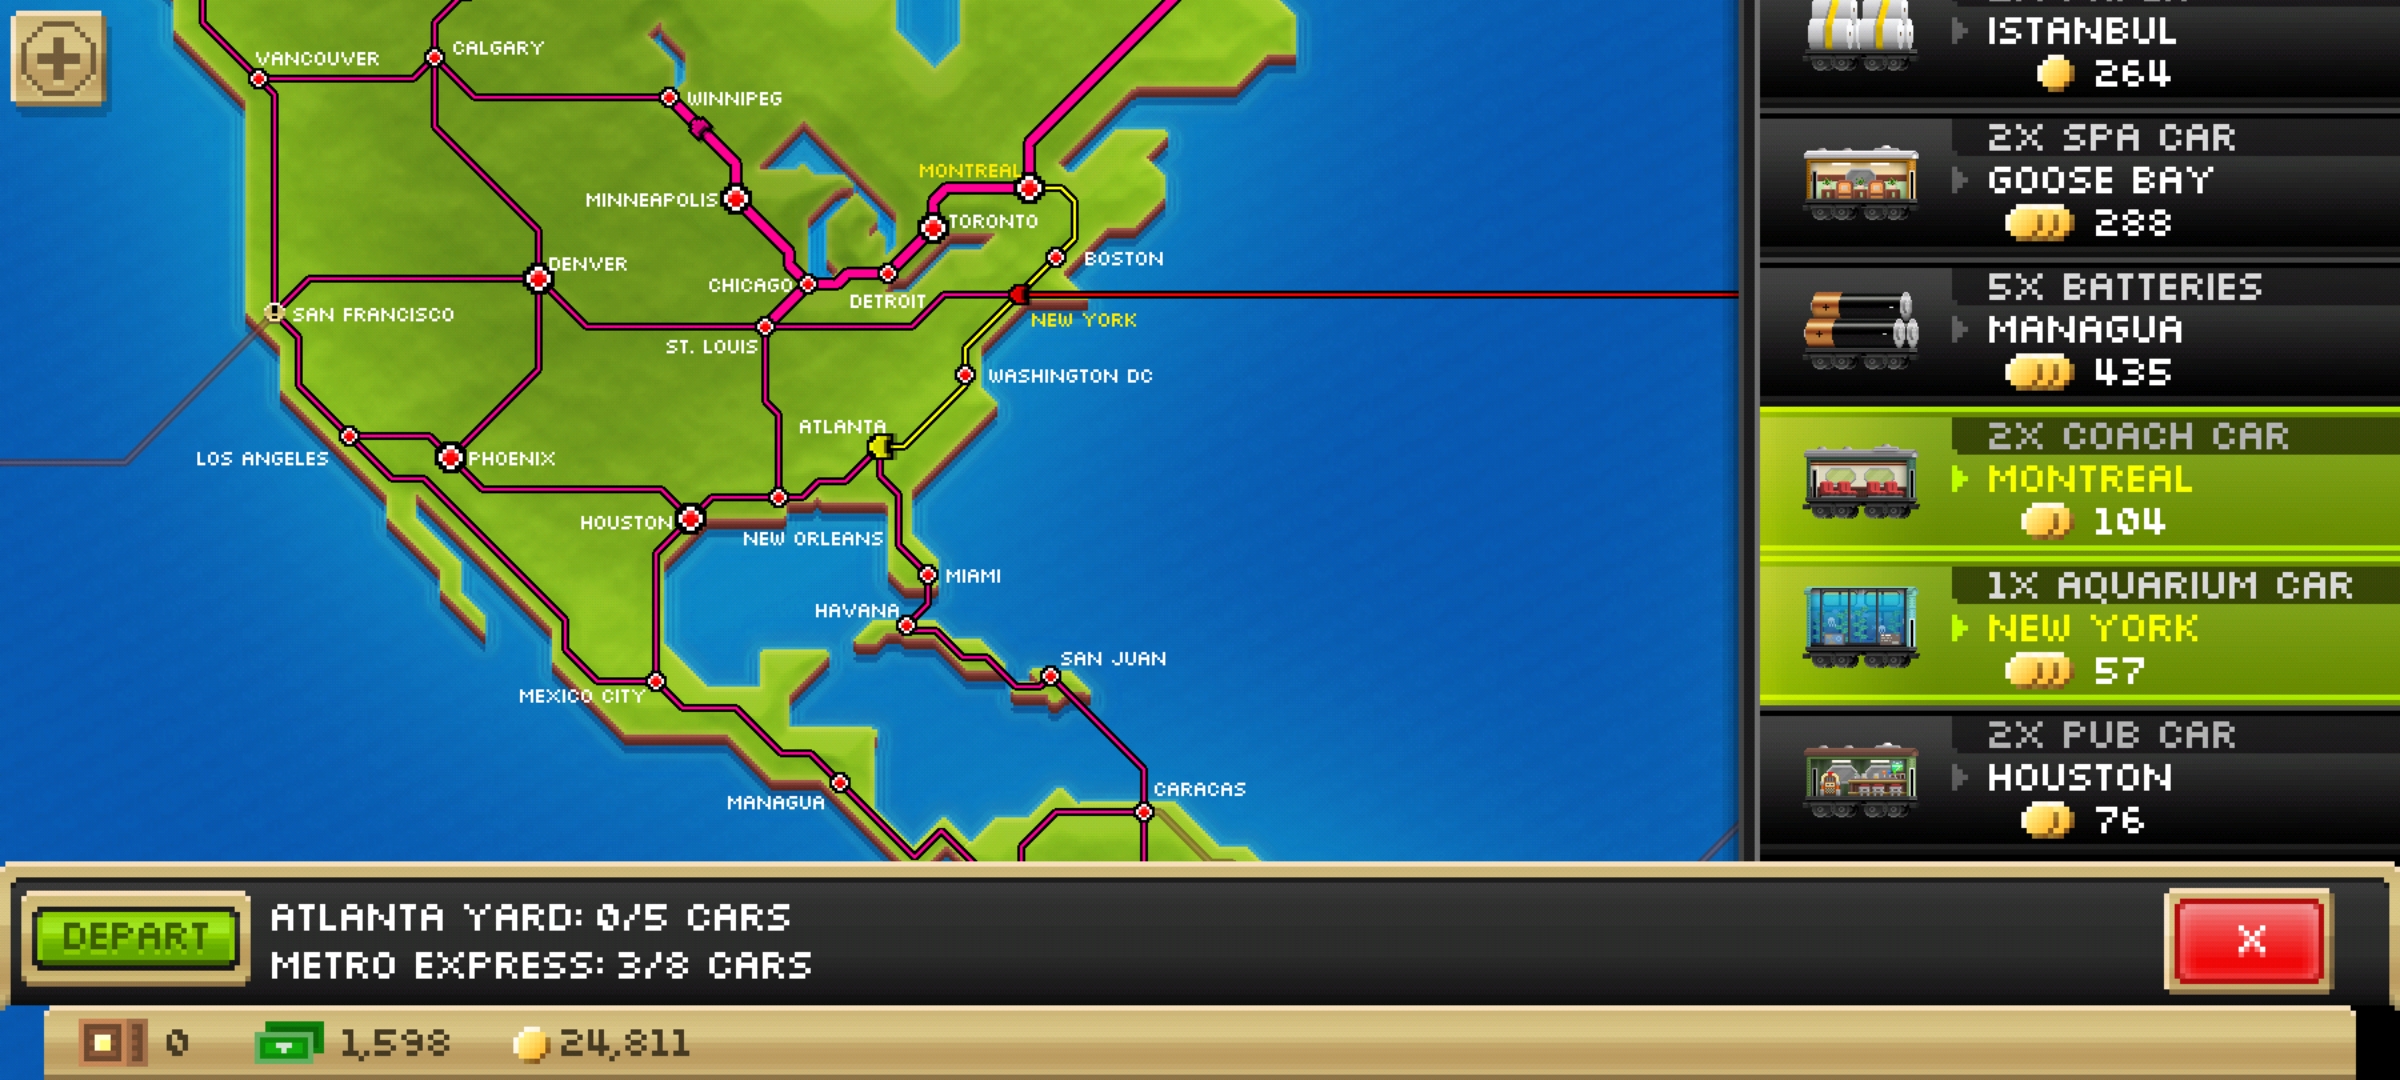 VANCOUVER
CALGARY
WINNIPEG
MONTREAL
MINNEAPOLIS
TORONTO
DENVER
BOSTON
CHICAGO
DETROIT
SAN FRANCISCO
NEW YORK
ST. LOUIS
WASHINGTON DC
ATLANTA
LOS ANGELES
PHOENIX
HOUSTON
NEW ORLEANS
MIAMI
HAVANA
SAN JUAN
MEXICO CITY
CARACAS
MANAGUA
ISTANBUL
264
2X SPA CAR
GOOSE BAY
288
5X BATTERIES
MANAGUA
435
2X COACH CAR
MONTREAL
104
1X AQUARIUM CAR
NEW YORK
57
2X PUB CAR
HOUSTON
76
DEPART
ATLANTA YARD: 0/5 CARS
METRO EXPRESS: 3/8 CARS
X
0
1,598
24,811